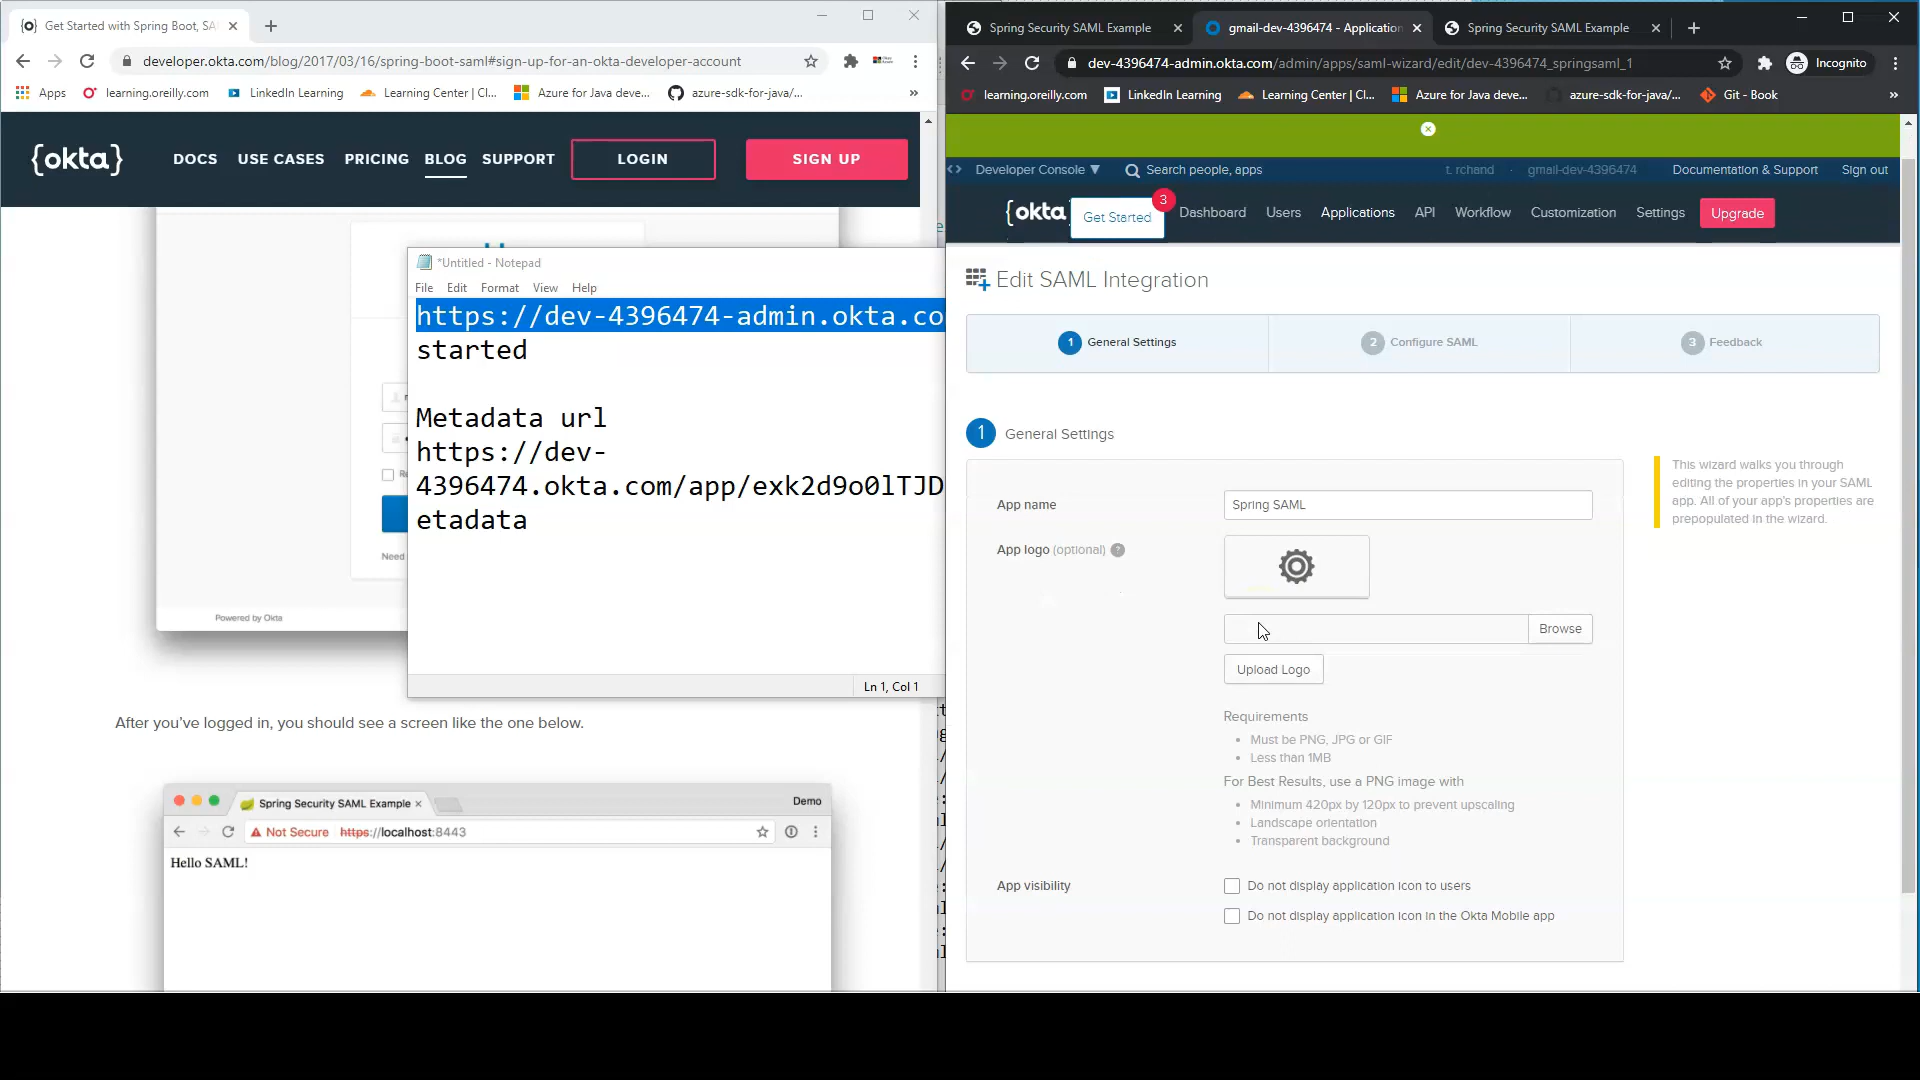 Get Started with Spring Boot, SA
developer.okta.com/blog/2017/03/16/spring-boot-saml#sign-up-for-an-okta-developer-account
Apps
learning.oreilly.com
LinkedIn Learning
Learning Center | Cl...
Azure for Java deve...
azure-sdk-for-java/...
»
{okta}
DOCS
USE CASES
PRICING
BLOG
SUPPORT
LOGIN
SIGN UP
Need
Powered by Okta
After you've logged in, you should see a screen like the one below.
Spring Security SAML Example
Demo
Not Secure
https://localhost:8443
Hello SAML!
*Untitled - Notepad
File
Edit
Format
View
Help
https://dev-4396474-admin.okta.co
started
Metadata url
https://dev-
4396474.okta.com/app/exk2d9o0lTJD
etadata
Ln 1, Col 1
Spring Security SAML Example
gmail-dev-4396474 - Application
Spring Security SAML Example
dev-4396474-admin.okta.com/admin/apps/saml-wizard/edit/dev-4396474_springsaml_1
Incognito
learning.oreilly.com
LinkedIn Learning
Learning Center | Cl...
Azure for Java deve...
azure-sdk-for-java/...
Git - Book
»
Developer Console
Search people, apps
t. rchand
gmail-dev-4396474
Documentation & Support
Sign out
{okta
Get Started
3
Dashboard
Users
Applications
API
Workflow
Customization
Settings
Upgrade
Edit SAML Integration
1 General Settings
2 Configure SAML
3 Feedback
1 General Settings
App name
Spring SAML
App logo (optional) ?
Browse
Upload Logo
Requirements
• Must be PNG, JPG or GIF
• Less than 1MB
For Best Results, use a PNG image with
• Minimum 420px by 120px to prevent upscaling
• Landscape orientation
• Transparent background
App visibility
Do not display application icon to users
Do not display application icon in the Okta Mobile app
This wizard walks you through
editing the properties in your SAML
app. All of your app's properties are
prepopulated in the wizard.